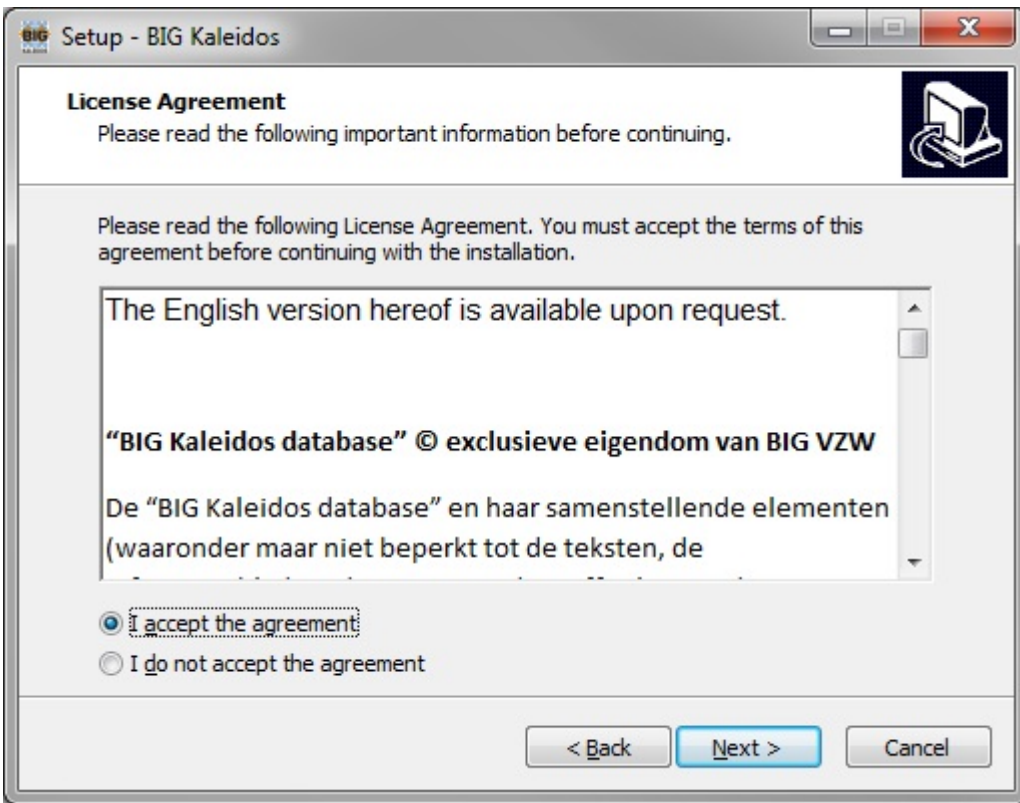 BIG Setup - BIG Kaleidos
License Agreement
Please read the following important information before continuing.
Please read the following License Agreement. You must accept the terms of this
agreement before continuing with the installation.
The English version hereof is available upon request.
“BIG Kaleidos database” © exclusieve eigendom van BIG VZW
De “BIG Kaleidos database” en haar samenstellende elementen
(waaronder maar niet beperkt tot de teksten, de
I accept the agreement
I do not accept the agreement
< Back Next > Cancel